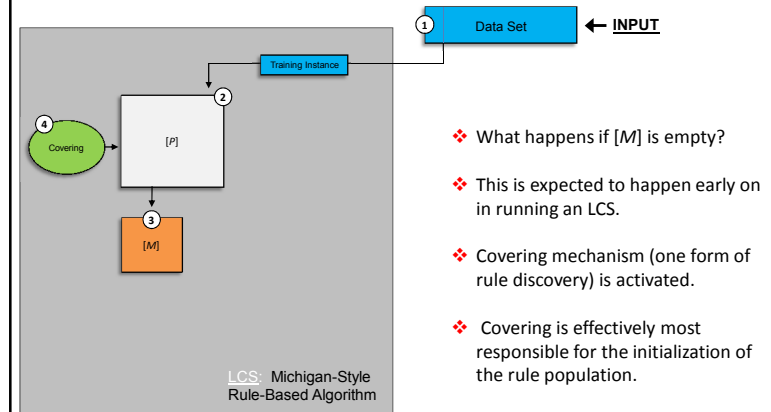 1
Data Set
INPUT
Training Instance
2
[P]
4
Covering
3
[M]
LCS: Michigan-Style
Rule-Based Algorithm
What happens if [M] is empty?
This is expected to happen early on
in running an LCS.
Covering mechanism (one form of
rule discovery) is activated.
Covering is effectively most
responsible for the initialization of
the rule population.